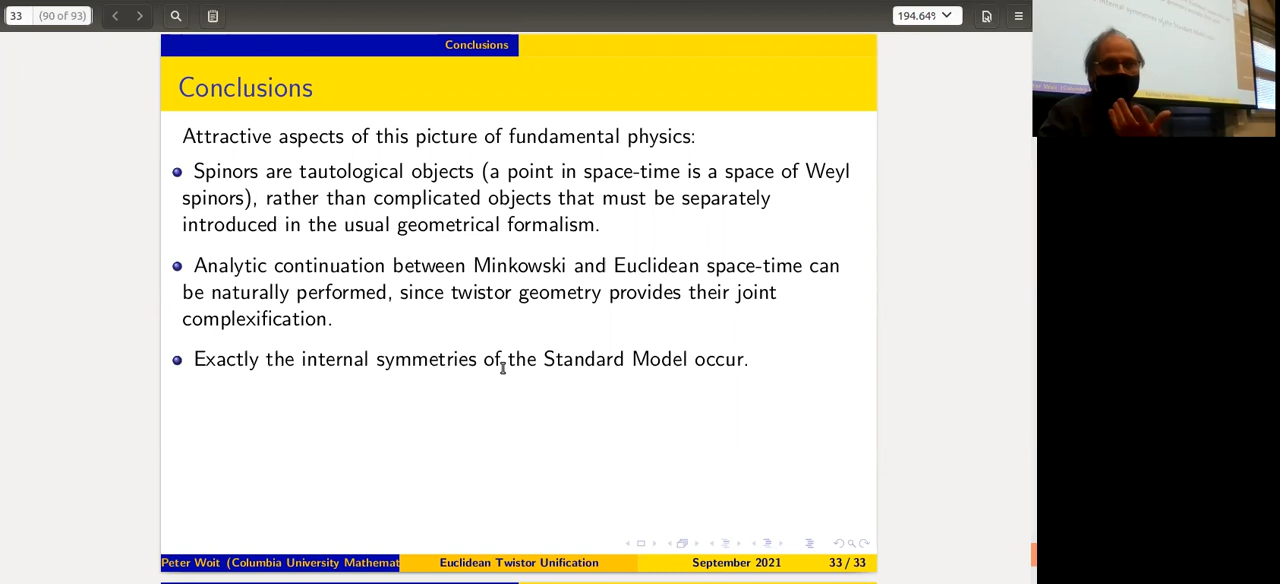 33 (90 of 93)
194.64%
Conclusions
Conclusions
Attractive aspects of this picture of fundamental physics:
Spinors are tautological objects (a point in space-time is a space of Weyl
spinors), rather than complicated objects that must be separately
introduced in the usual geometrical formalism.
Analytic continuation between Minkowski and Euclidean space-time can
be naturally performed, since twistor geometry provides their joint
complexification.
Exactly the internal symmetries of the Standard Model occur.
Peter Woit (Columbia University Mathemat Euclidean Twistor Unification September 2021 33 / 33